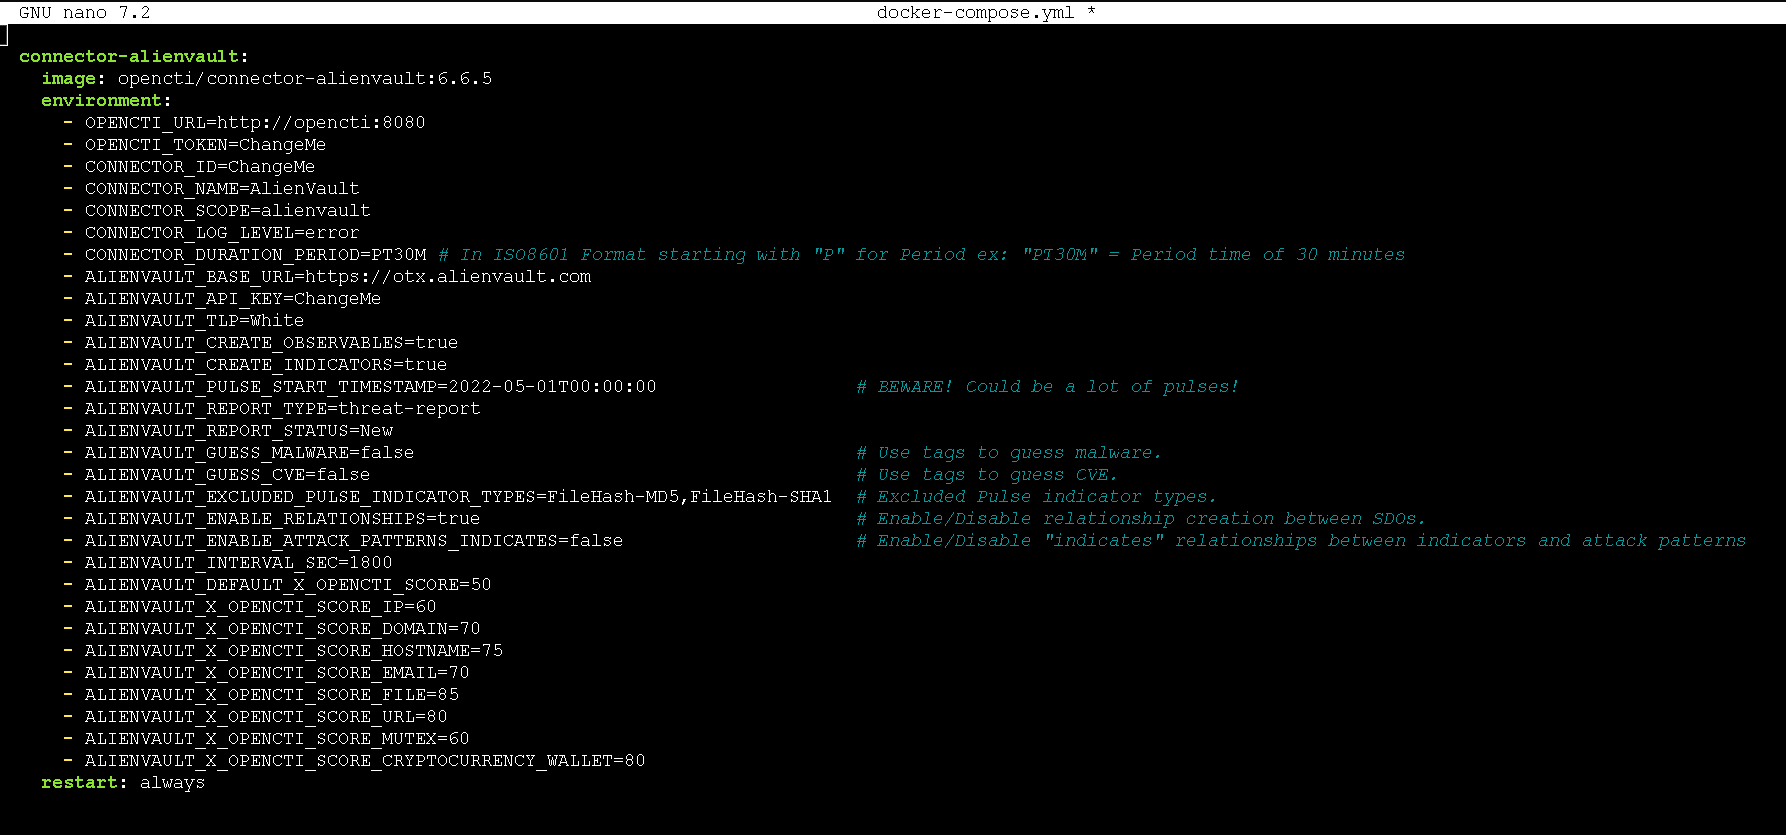 GNU nano 7.2 docker-compose.yml *
connector-alienvault:
image: opencti/connector-alienvault:6.6.5
environment:
- OPENCTI_URL=http://opencti:8080
- OPENCTI_TOKEN=ChangeMe
- CONNECTOR_ID=ChangeMe
- CONNECTOR_NAME=AlienVault
- CONNECTOR_SCOPE=alienvault
- CONNECTOR_LOG_LEVEL=error
- CONNECTOR_DURATION_PERIOD=PT30M # In ISO8601 Format starting with "P" for Period ex: "PT30M" = Period time of 30 minutes
- ALIENVAULT_BASE_URL=https://otx.alienvault.com
- ALIENVAULT_API_KEY=ChangeMe
- ALIENVAULT_TLP=White
- ALIENVAULT_CREATE_OBSERVABLES=true
- ALIENVAULT_CREATE_INDICATORS=true
- ALIENVAULT_PULSE_START_TIMESTAMP=2022-05-01T00:00:00 # BEWARE! Could be a lot of pulses!
- ALIENVAULT_REPORT_TYPE=threat-report
- ALIENVAULT_REPORT_STATUS=New
- ALIENVAULT_GUESS_MALWARE=false # Use tags to guess malware.
- ALIENVAULT_GUESS_CVE=false # Use tags to guess CVE.
- ALIENVAULT_EXCLUDED_PULSE_INDICATOR_TYPES=FileHash-MD5,FileHash-SHA1 # Excluded Pulse indicator types.
- ALIENVAULT_ENABLE_RELATIONSHIPS=true # Enable/Disable relationship creation between SDOs.
- ALIENVAULT_ENABLE_ATTACK_PATTERNS_INDICATES=false # Enable/Disable "indicates" relationships between indicators and attack patterns
- ALIENVAULT_INTERVAL_SEC=1800
- ALIENVAULT_DEFAULT_X_OPENCTI_SCORE=50
- ALIENVAULT_X_OPENCTI_SCORE_IP=60
- ALIENVAULT_X_OPENCTI_SCORE_DOMAIN=70
- ALIENVAULT_X_OPENCTI_SCORE_HOSTNAME=75
- ALIENVAULT_X_OPENCTI_SCORE_EMAIL=70
- ALIENVAULT_X_OPENCTI_SCORE_FILE=85
- ALIENVAULT_X_OPENCTI_SCORE_URL=80
- ALIENVAULT_X_OPENCTI_SCORE_MUTEX=60
- ALIENVAULT_X_OPENCTI_SCORE_CRYPTOCURRENCY_WALLET=80
restart: always